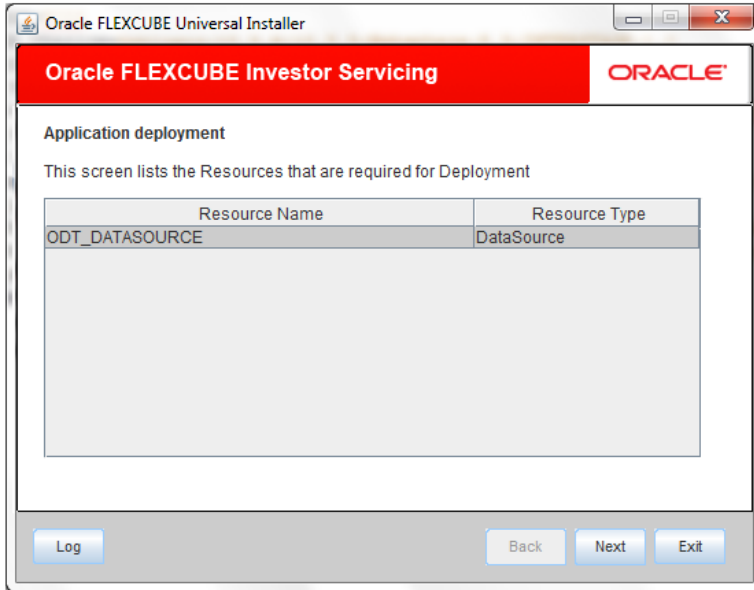 Oracle FLEXCUBE Universal Installer
Oracle FLEXCUBE Investor Servicing
ORACLE
Application deployment
This screen lists the Resources that are required for Deployment
Resource Name Resource Type
ODT_DATASOURCE DataSource
Log Back Next Exit